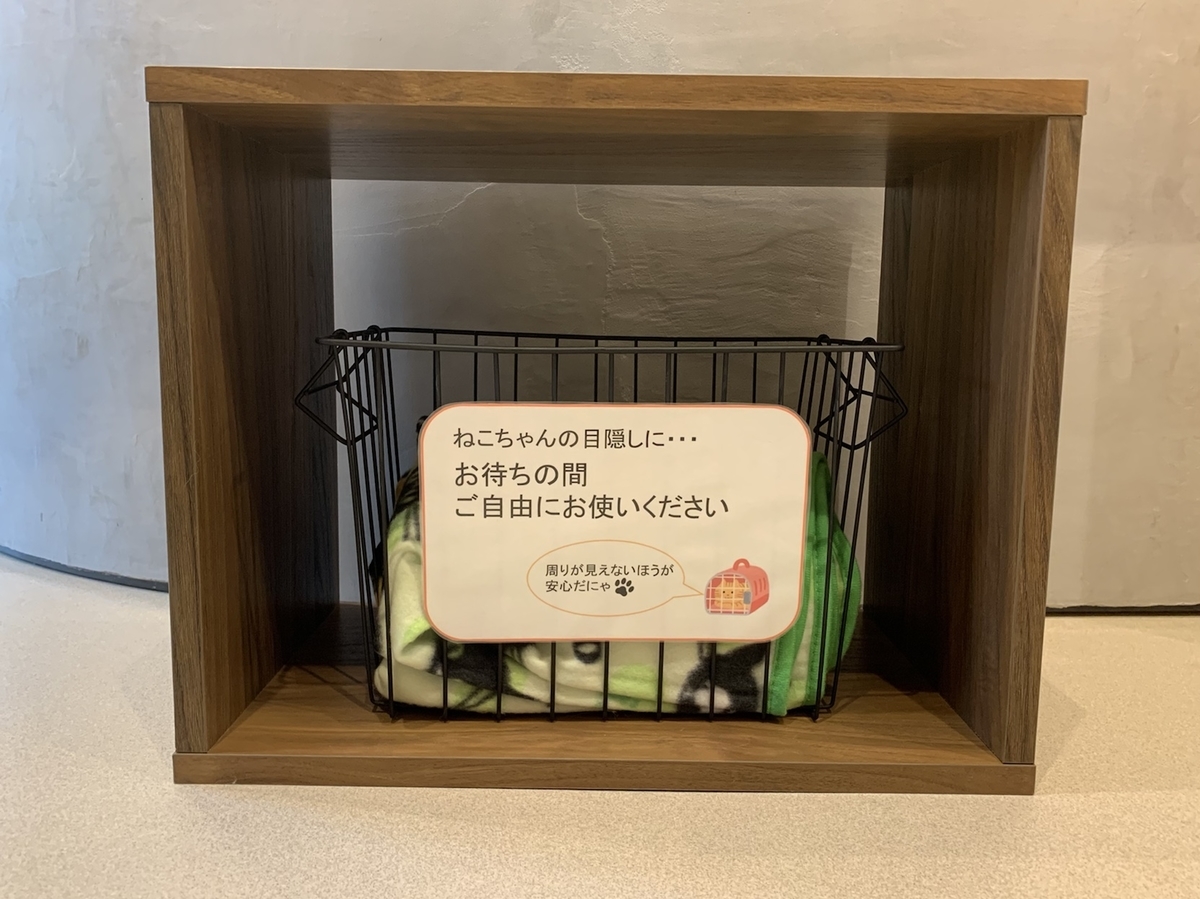 ねこちゃんの目隠しに・・・
お待ちの間
ご自由にお使いください
周りが見えないほうが
安心だにゃ